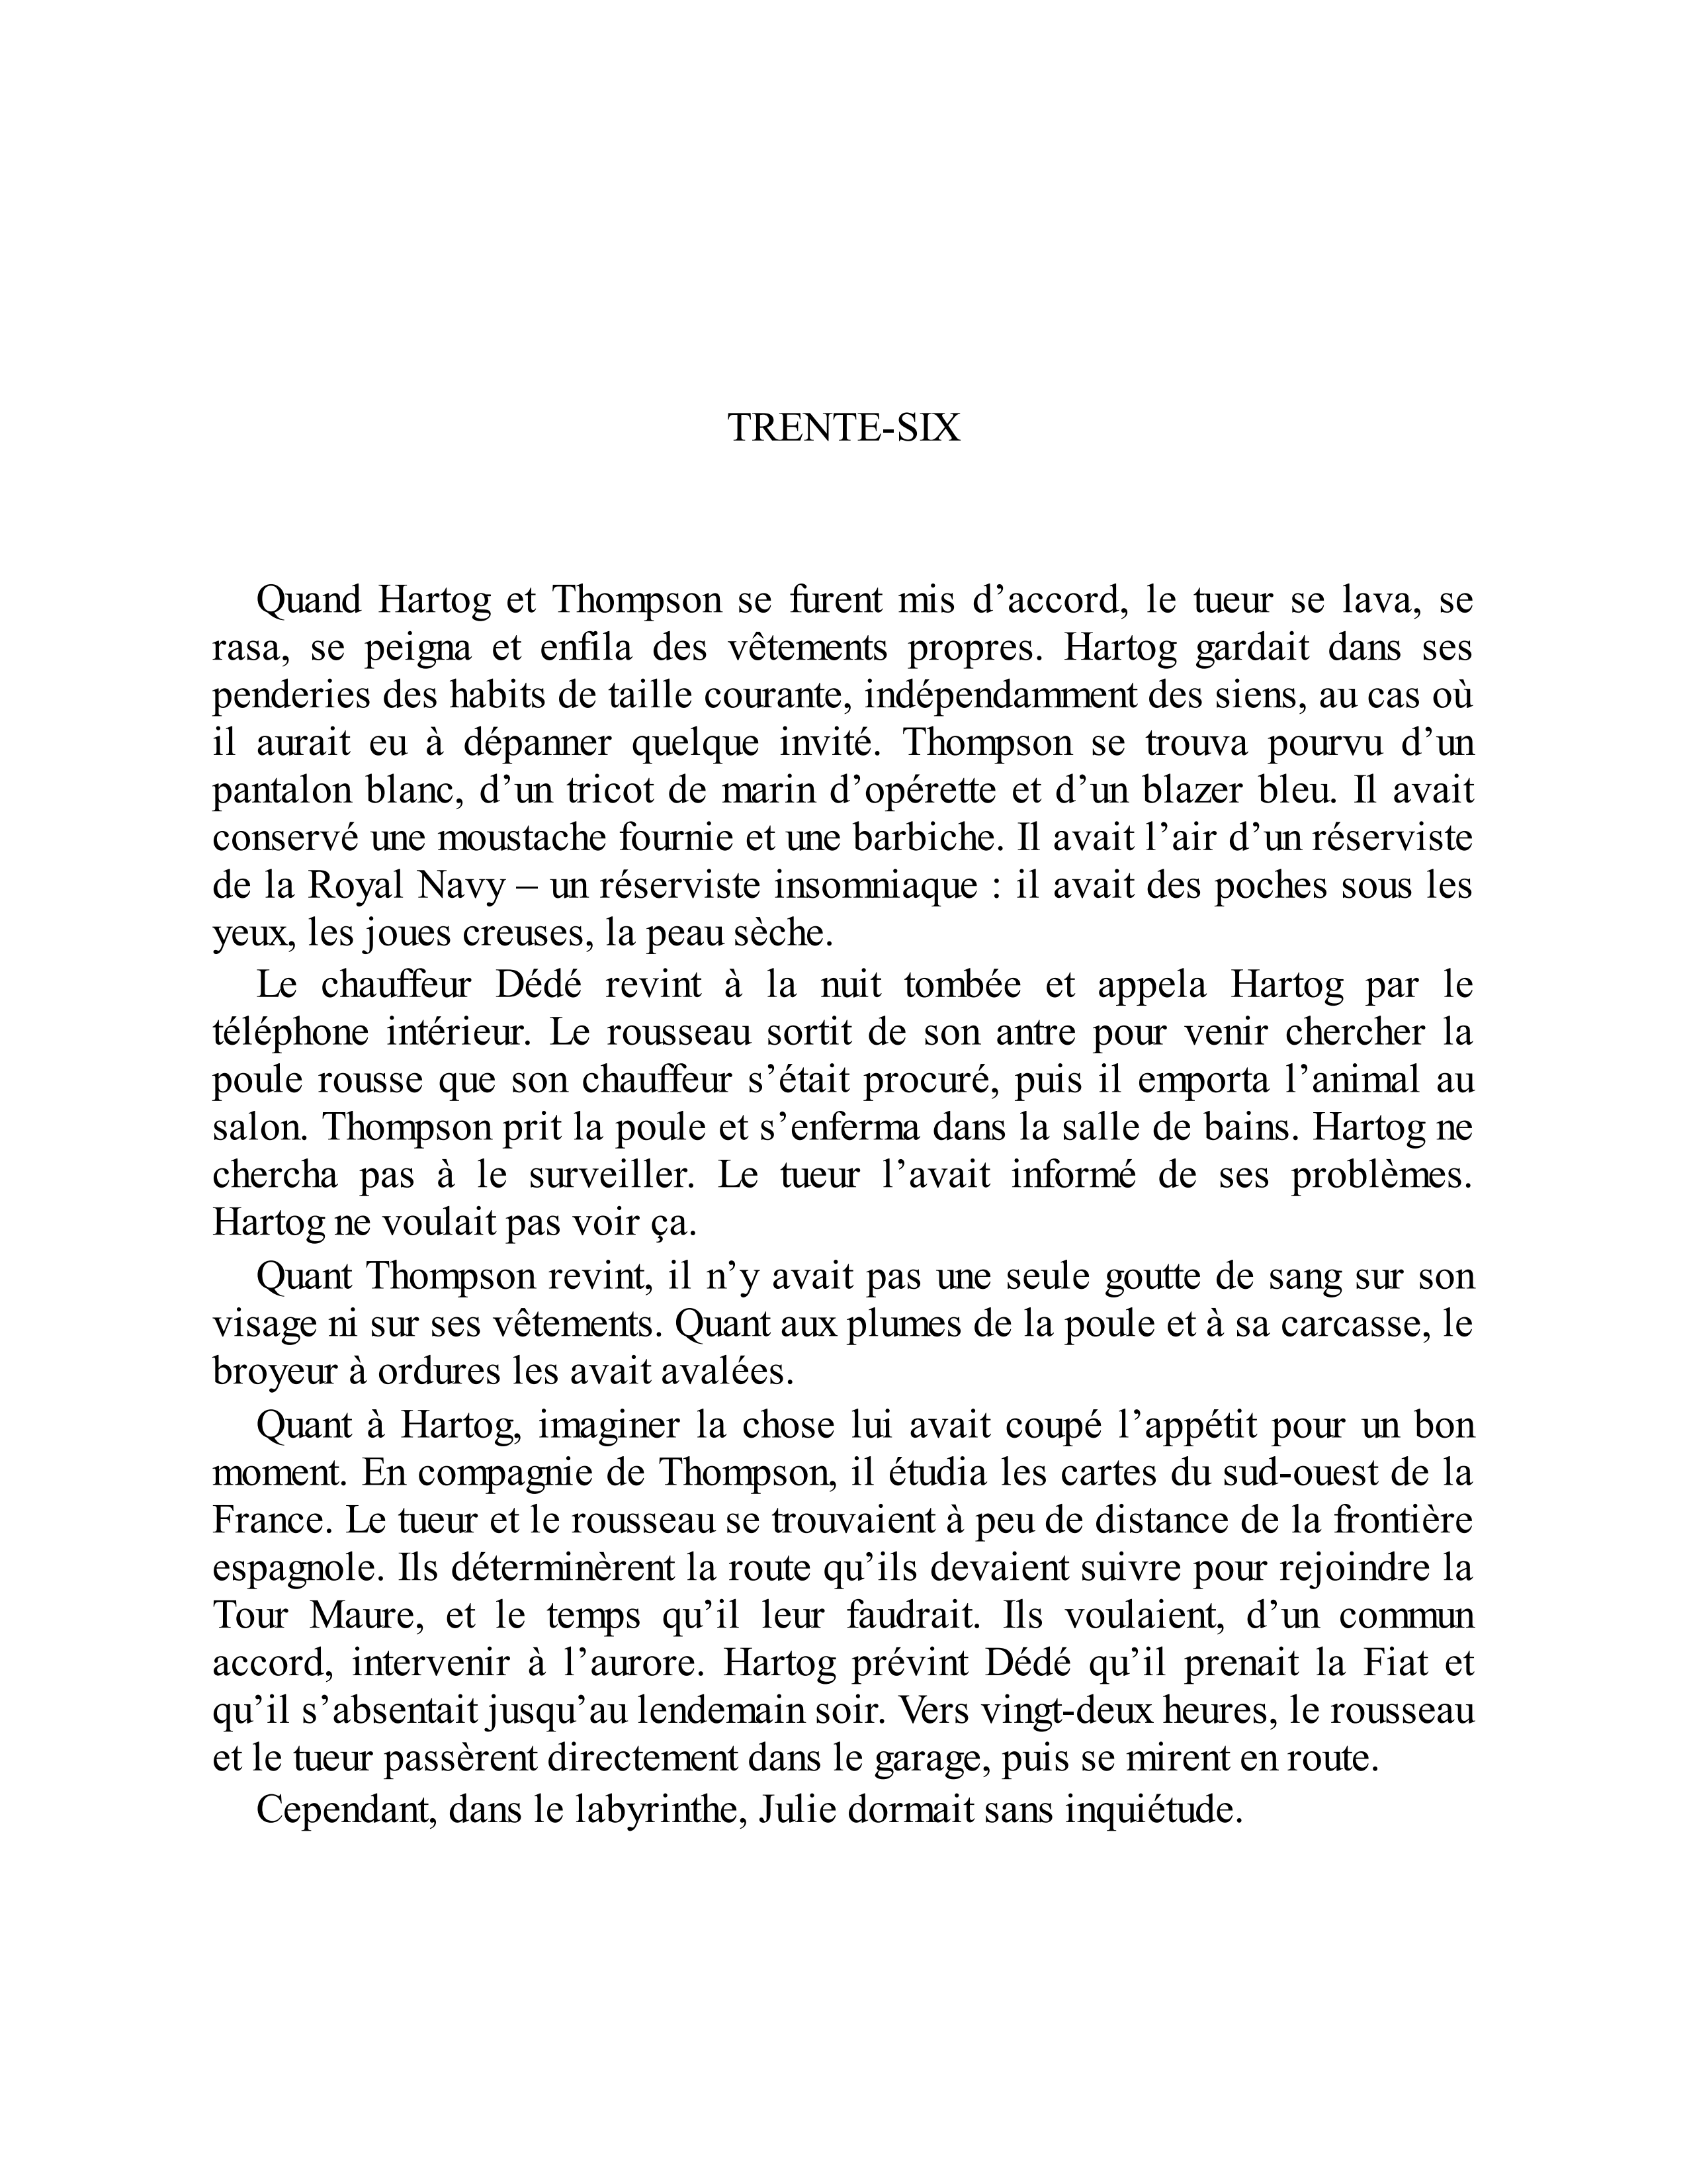 TRENTE-SIX
Quand Hartog et Thompson se furent mis d’accord, le tueur se lava, se
rasa, se peigna et enfila des vêtements propres. Hartog gardait dans ses
penderies des habits de taille courante, indépendamment des siens, au cas où
il aurait eu à dépanner quelque invité. Thompson se trouva pourvu d’un
pantalon blanc, d’un tricot de marin d’opérette et d’un blazer bleu. Il avait
conservé une moustache fournie et une barbiche. Il avait l’air d’un réserviste
de la Royal Navy – un réserviste insomniaque : il avait des poches sous les
yeux, les joues creuses, la peau sèche.
Le chauffeur Dédé revint à la nuit tombée et appela Hartog par le
téléphone intérieur. Le rousseau sortit de son antre pour venir chercher la
poule rousse que son chauffeur s’était procuré, puis il emporta l’animal au
salon. Thompson prit la poule et s’enferma dans la salle de bains. Hartog ne
chercha pas à le surveiller. Le tueur l’avait informé de ses problèmes.
Hartog ne voulait pas voir ça.
Quant Thompson revint, il n’y avait pas une seule goutte de sang sur son
visage ni sur ses vêtements. Quant aux plumes de la poule et à sa carcasse, le
broyeur à ordures les avait avalées.
Quant à Hartog, imaginer la chose lui avait coupé l’appétit pour un bon
moment. En compagnie de Thompson, il étudia les cartes du sud-ouest de la
France. Le tueur et le rousseau se trouvaient à peu de distance de la frontière
espagnole. Ils déterminèrent la route qu’ils devaient suivre pour rejoindre la
Tour Maure, et le temps qu’il leur faudrait. Ils voulaient, d’un commun
accord, intervenir à l’aurore. Hartog prévint Dédé qu’il prenait la Fiat et
qu’il s’absentait jusqu’au lendemain soir. Vers vingt-deux heures, le rousseau
et le tueur passèrent directement dans le garage, puis se mirent en route.
Cependant, dans le labyrinthe, Julie dormait sans inquiétude.